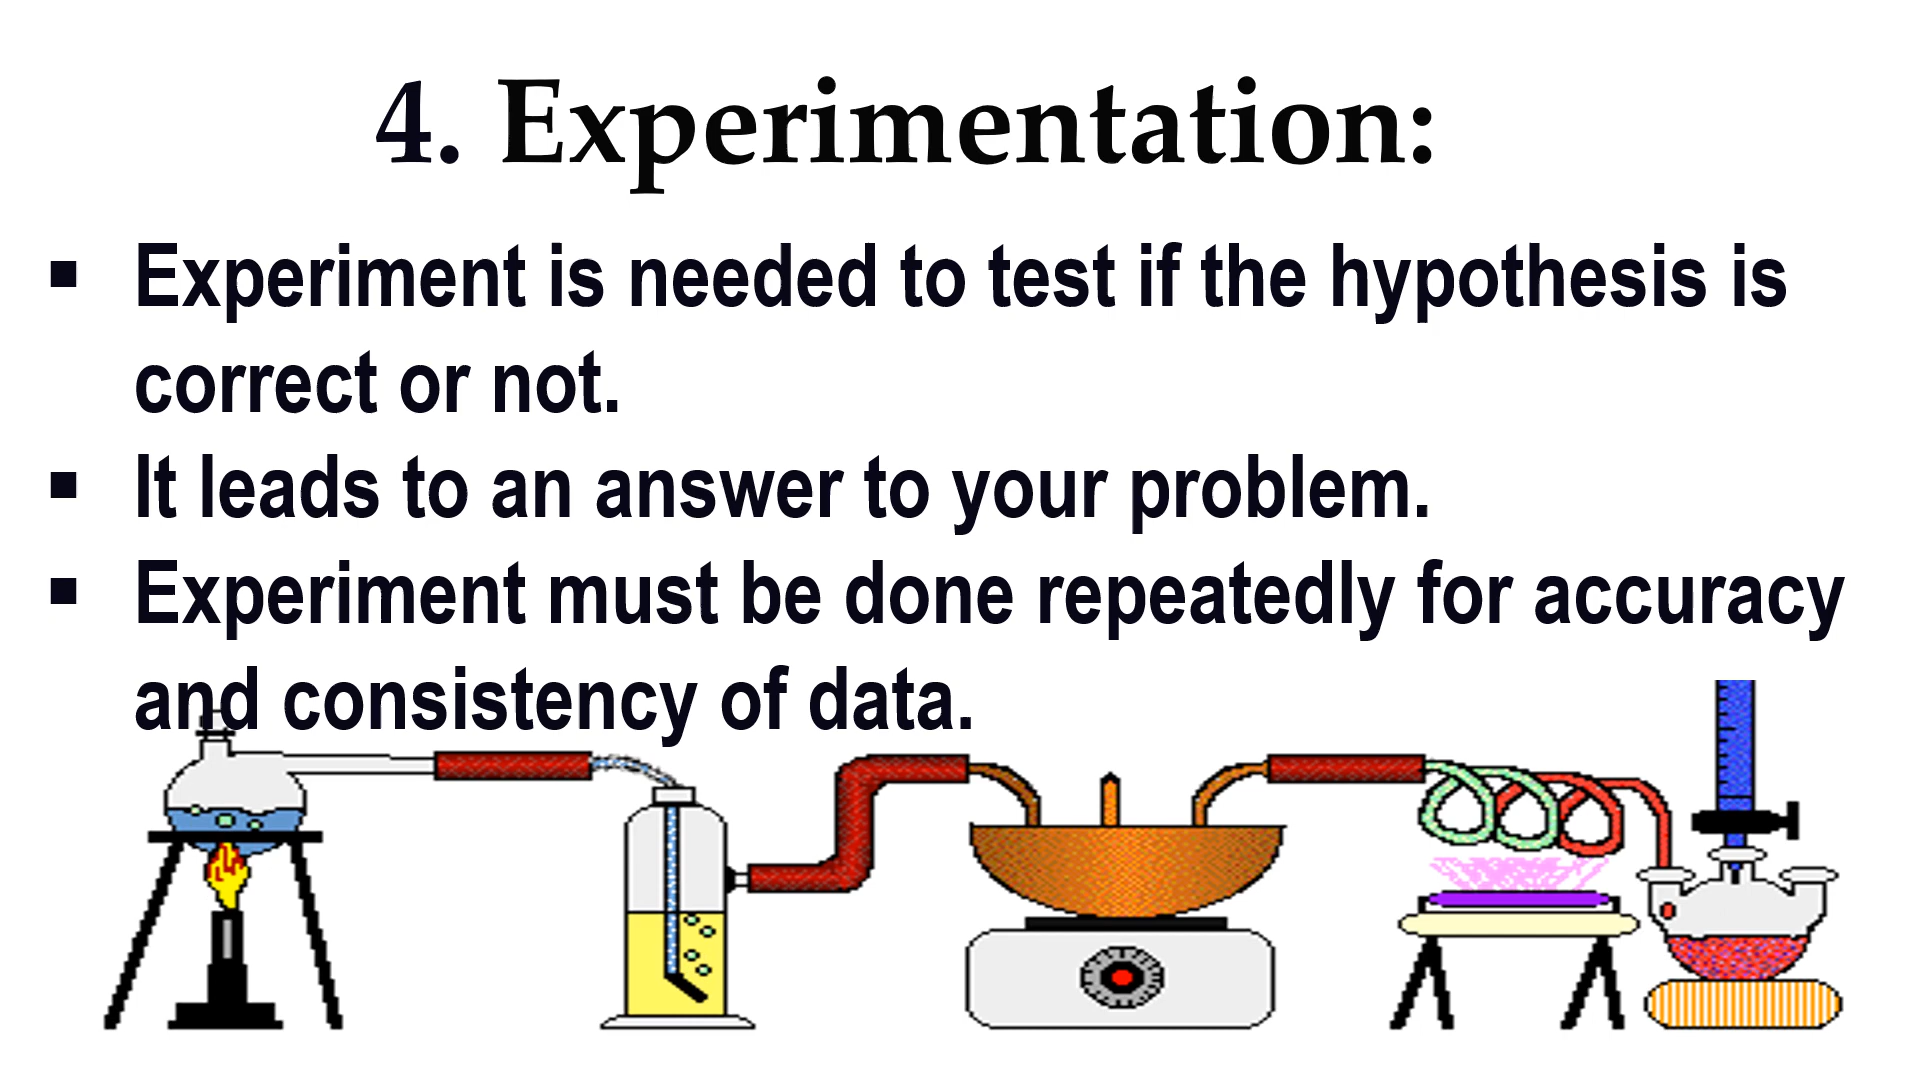 4. Experimentation:
▪ Experiment is needed to test if the hypothesis is
correct or not.
▪ It leads to an answer to your problem.
▪ Experiment must be done repeatedly for accuracy
and consistency of data.